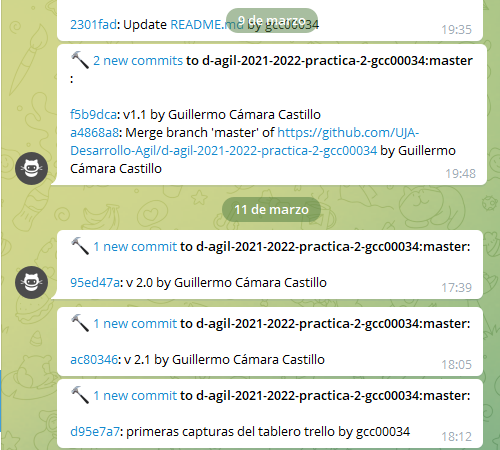 9 de marzo
2301fad: Update README.md by gcc00034
19:35
2 new commits to d-agil-2021-2022-practica-2-gcc00034:master
:
f5b9dca: v1.1 by Guillermo Cámara Castillo
a4868a8: Merge branch 'master' of https://github.com/UJA-
Desarrollo-Agil/d-agil-2021-2022-practica-2-gcc00034 by Guillermo
Cámara Castillo
19:48
11 de marzo
1 new commit to d-agil-2021-2022-practica-2-gcc00034:master:
95ed47a: v 2.0 by Guillermo Cámara Castillo
17:39
1 new commit to d-agil-2021-2022-practica-2-gcc00034:master:
ac80346: v 2.1 by Guillermo Cámara Castillo
18:05
1 new commit to d-agil-2021-2022-practica-2-gcc00034:master:
d95e7a7: primeras capturas del tablero trello by gcc00034
18:12